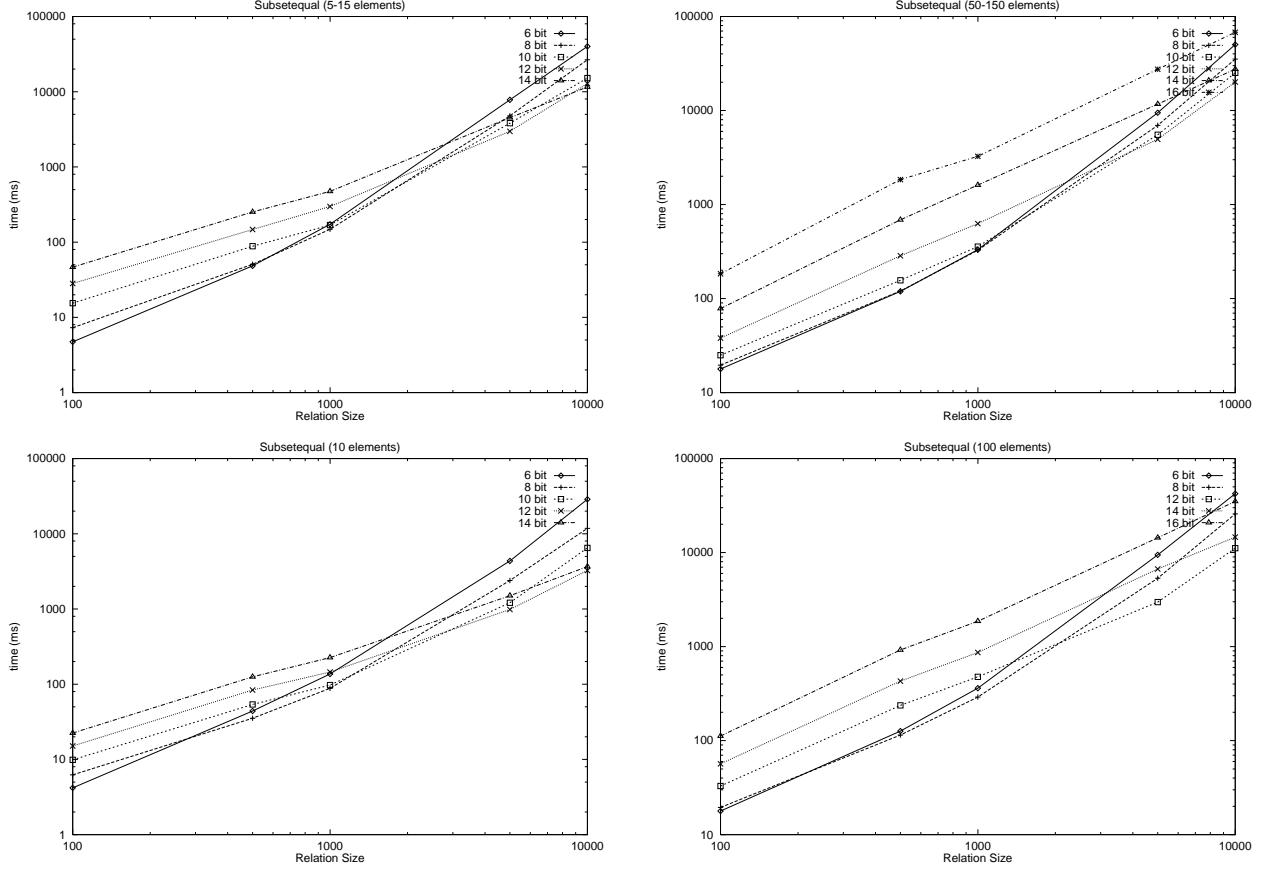 Subsetequal (5-15 elements)
100000
10000
1000
100
10
1
time (ms)
6 bit
8 bit
10 bit
12 bit
14 bit
100
1000
10000
Relation Size
Subsetequal (50-150 elements)
100000
10000
1000
100
10
time (ms)
6 bit
8 bit
10 bit
12 bit
14 bit
16 bit
100
1000
10000
Relation Size
Subsetequal (10 elements)
100000
10000
1000
100
10
1
time (ms)
6 bit
8 bit
10 bit
12 bit
14 bit
100
1000
10000
Relation Size
Subsetequal (100 elements)
100000
10000
1000
100
10
time (ms)
6 bit
8 bit
12 bit
14 bit
16 bit
100
1000
10000
Relation Size